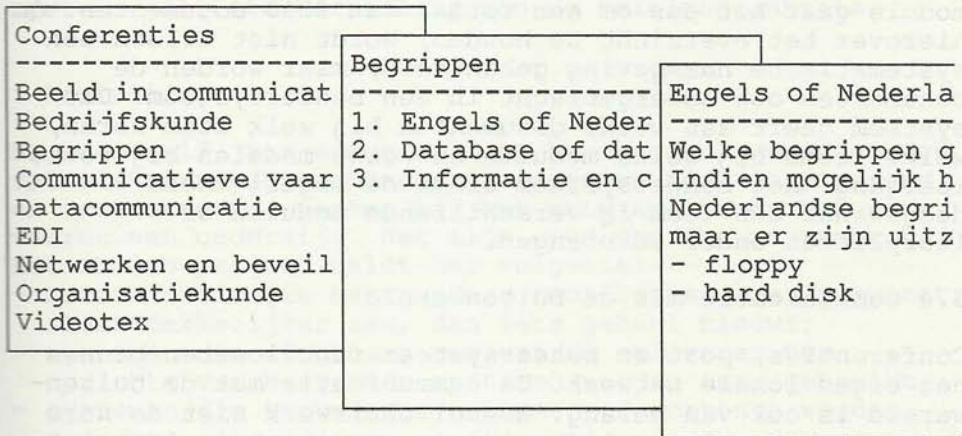 Conferenties
--------------------
Beeld in communicat
Bedrijfskunde
Begrippen
Communicatieve vaar
Datacommunicatie
EDI
Netwerken en beveil
Organisatiekunde
Videotex
Begrippen
-------------------
1. Engels of Neder
2. Database of dat
3. Informatie en c
Engels of Nederla
-----------------
Welke begrippen g
Indien mogelijk h
Nederlandse begri
maar er zijn uitz
- floppy
- hard disk